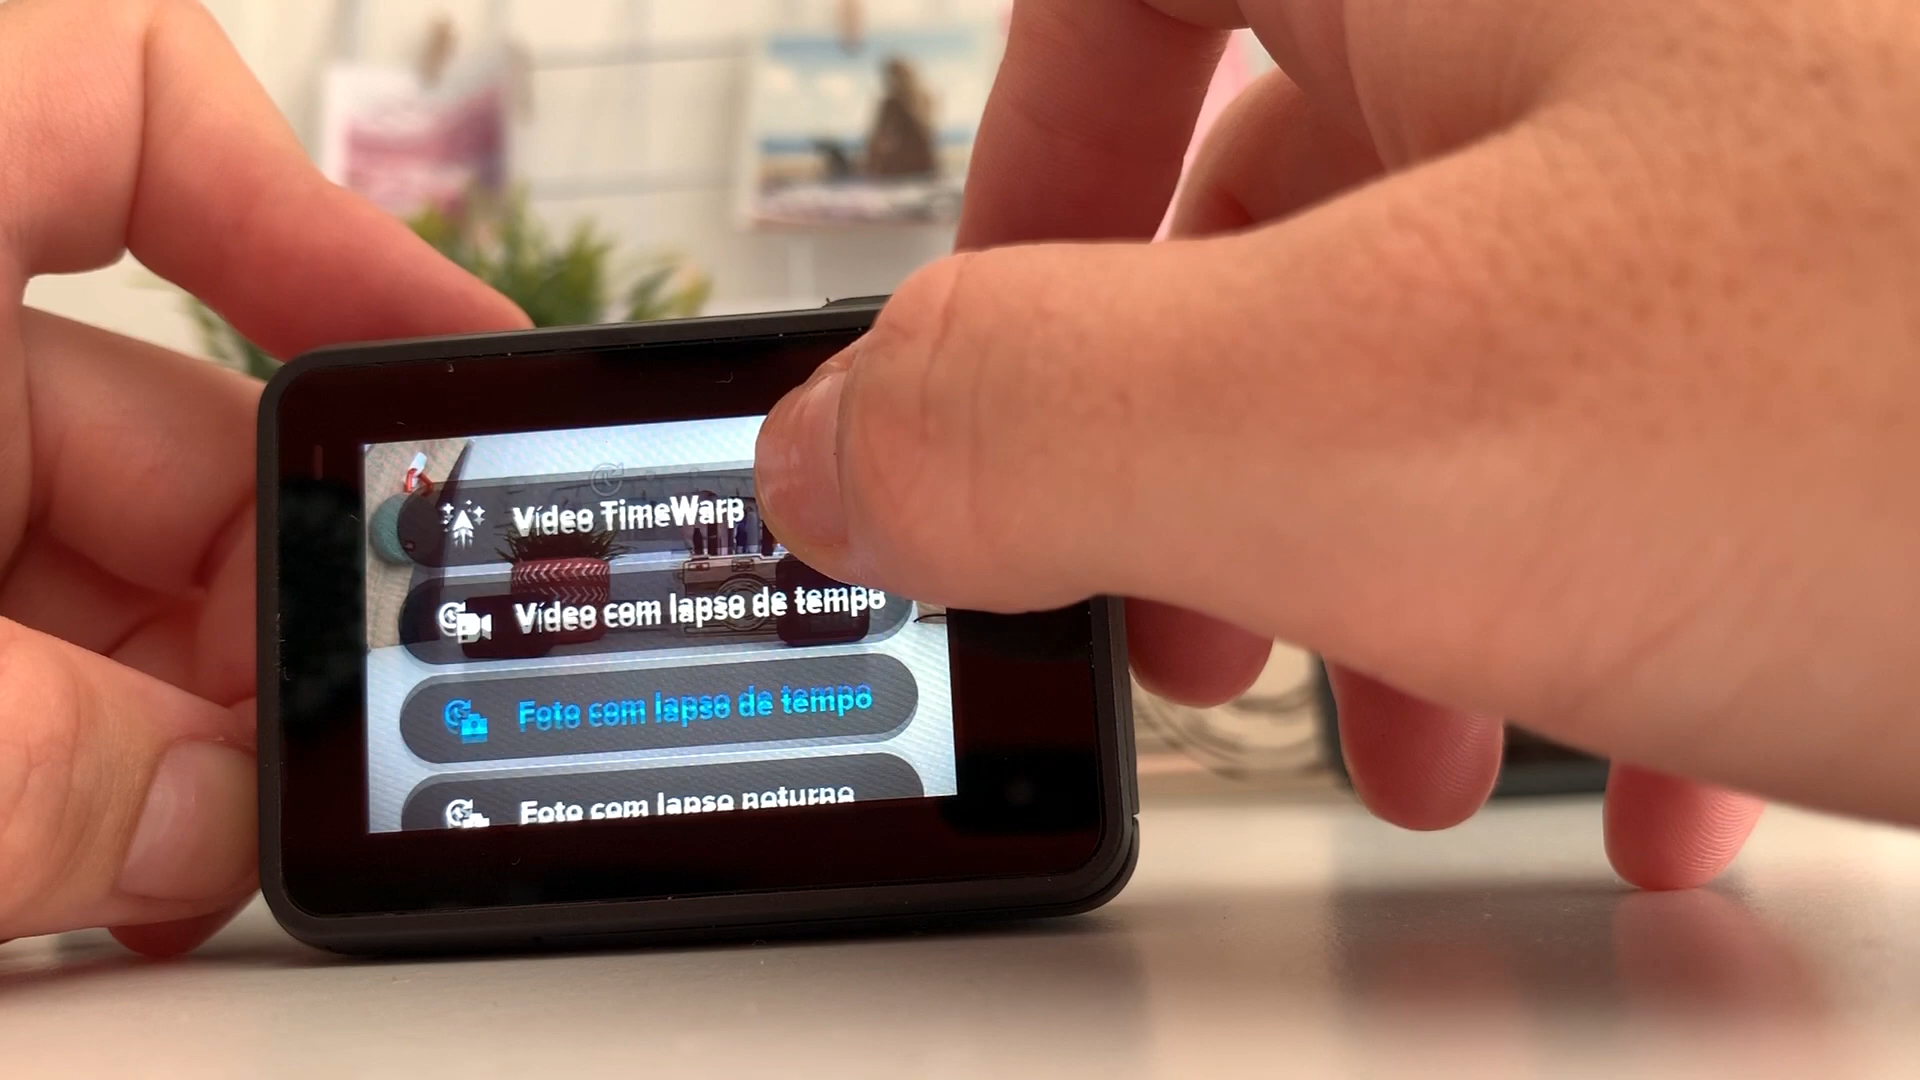 Vídeo TimeWarp
Vídeo com lapso de tempo
Foto com lapso de tempo
Foto com lapso noturno